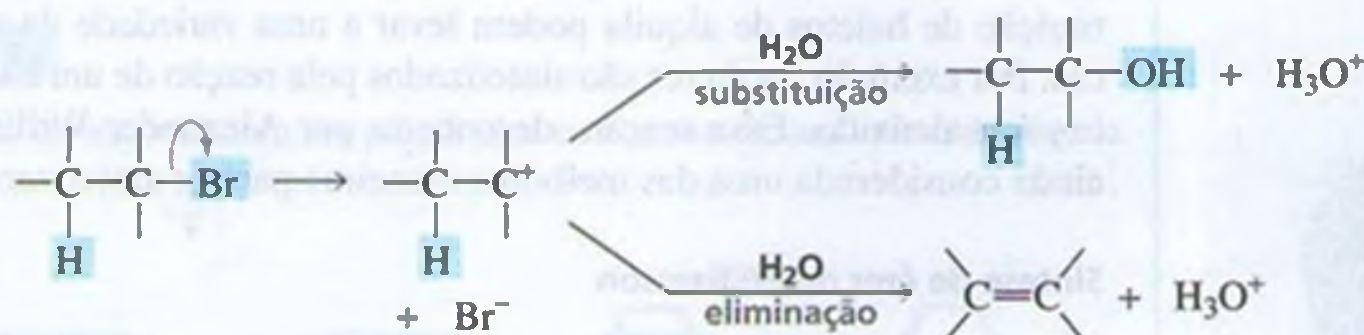 H₂O
substituição
—C—C—OH + H₃O⁺
H
—C—C—Br
H
—C—C⁺
H
+ Br⁻
H₂O
eliminação
C=C + H₃O⁺